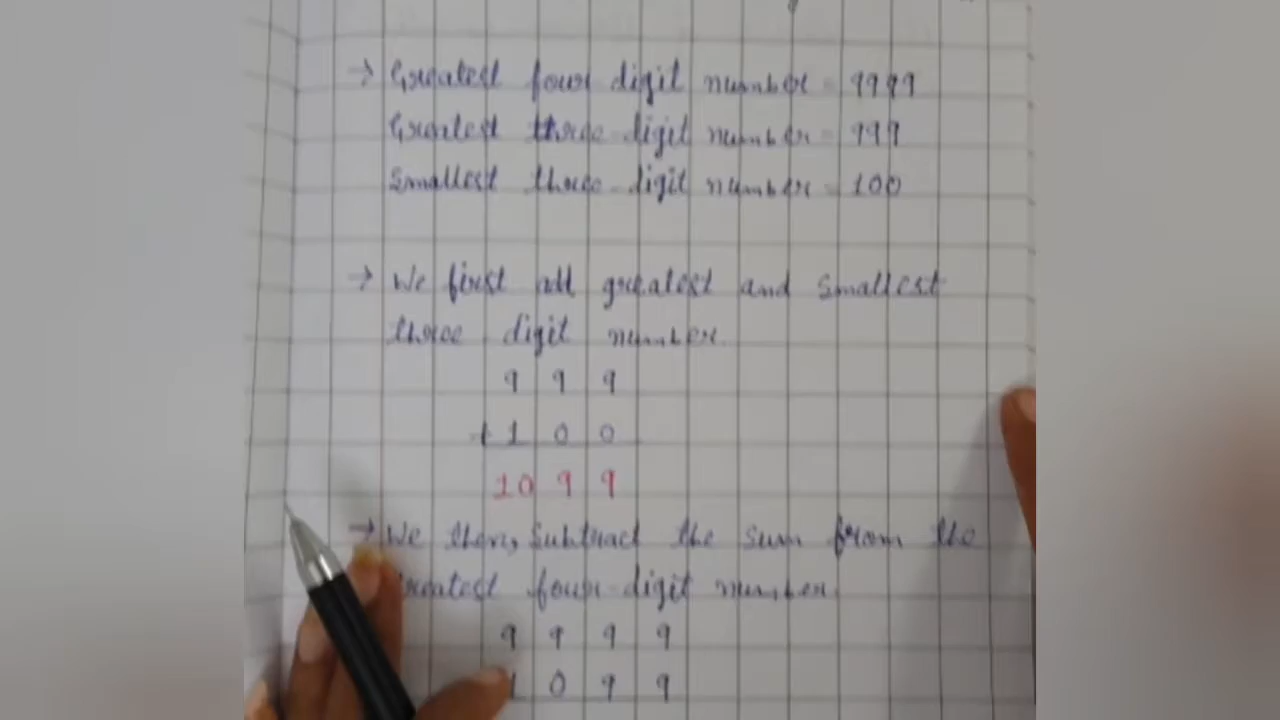 → Greatest four digit number = 9999
Greatest three-digit number = 999
Smallest three-digit number = 100
→ We first add greatest and smallest
three digit number.
9 9 9
+ 1 0 0
10 9 9
→ We then, Subtract the sum from the
greatest four-digit number.
9 9 9 9
1 0 9 9